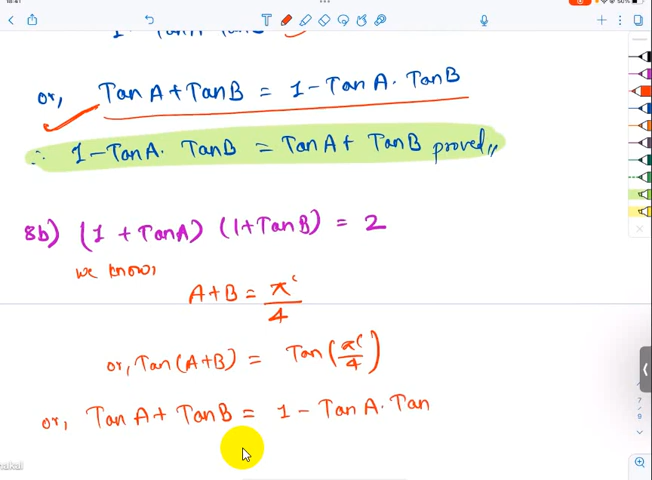 or, Tan A + Tan B = 1 - Tan A. Tan B
∴ 1 - Tan A. Tan B = Tan A + Tan B proved,,
8b) (1 + Tan A) (1 + Tan B) = 2
we know,
A + B = π^c/4
or, Tan (A+B) = Tan (π^c/4)
or, Tan A + Tan B = 1 - Tan A. Tan